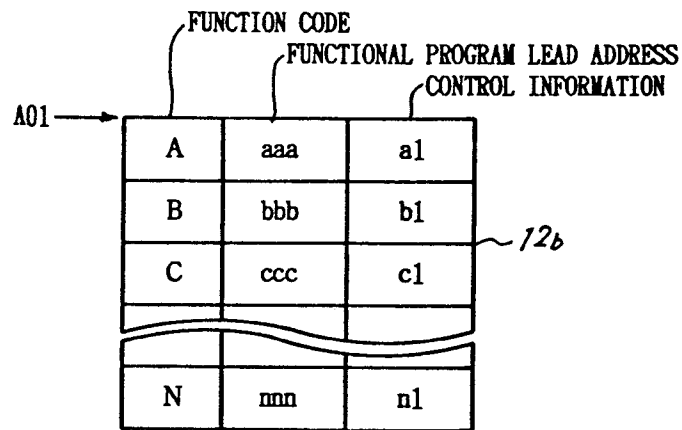 FUNCTION CODE
FUNCTIONAL PROGRAM LEAD ADDRESS
CONTROL INFORMATION
A01
A aaa a1
B bbb b1
12b
C ccc c1
N nnn n1